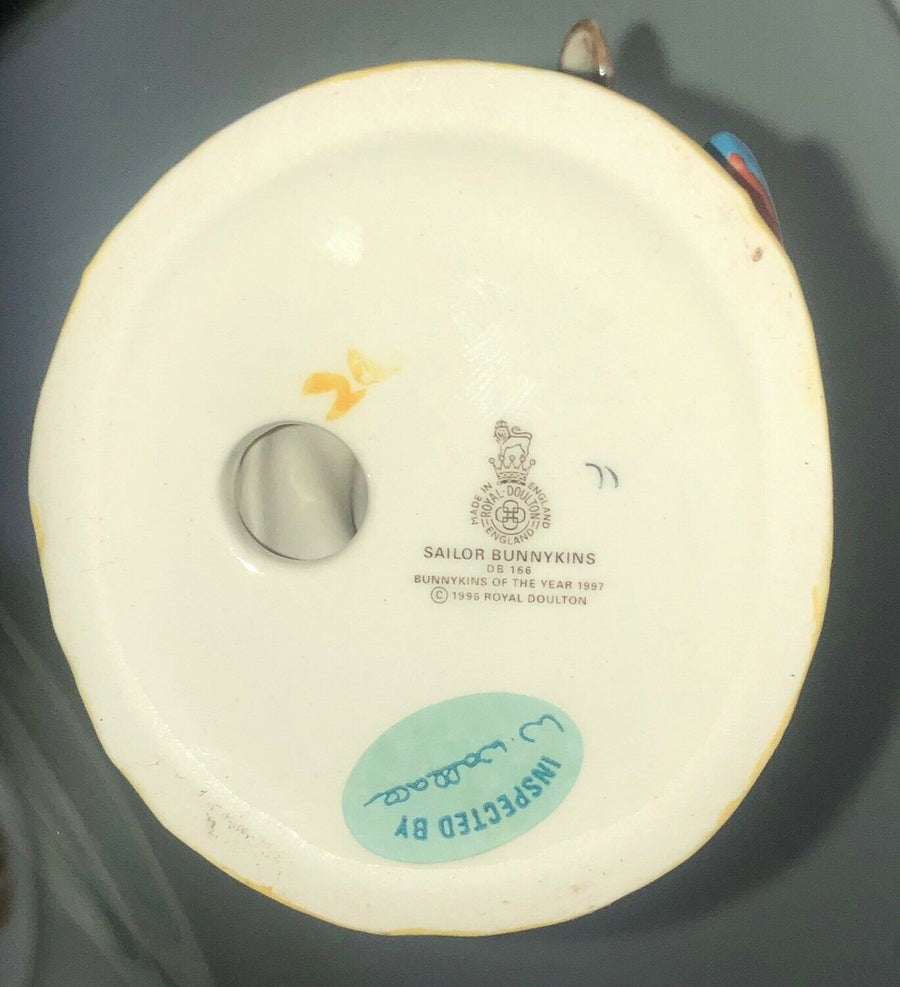 MADE IN ENGLAND
ROYAL·DOULTON
ENGLAND
SAILOR BUNNYKINS
DB 166
BUNNYKINS OF THE YEAR 1997
© 1996 ROYAL DOULTON
INSPECTED BY
W. Wallace